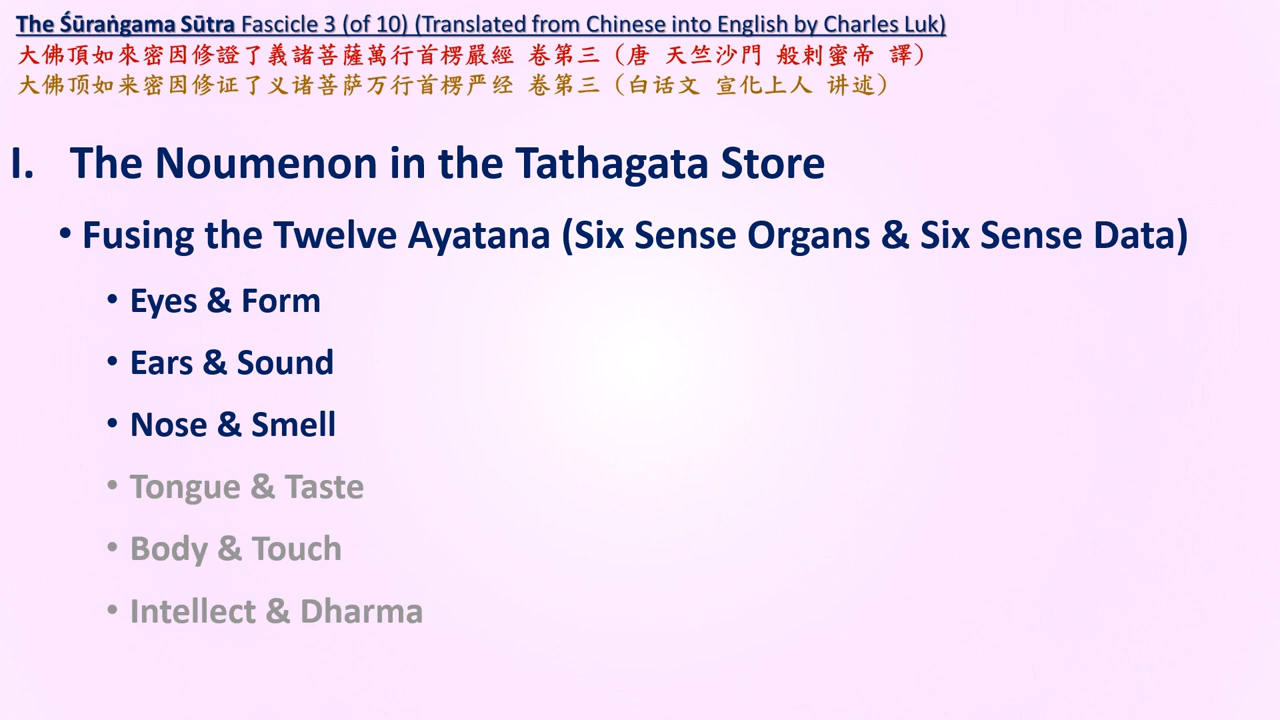 The Śūraṅgama Sūtra Fascicle 3 (of 10) (Translated from Chinese into English by Charles Luk)
大佛頂如來密因修證了義諸菩薩萬行首楞嚴經 卷第三（唐 天竺沙門 般剌蜜帝 譯）
大佛顶如来密因修证了义诸菩萨万行首楞严经 卷第三（白话文 宣化上人 讲述）
I. The Noumenon in the Tathagata Store
• Fusing the Twelve Ayatana (Six Sense Organs & Six Sense Data)
• Eyes & Form
• Ears & Sound
• Nose & Smell
• Tongue & Taste
• Body & Touch
• Intellect & Dharma